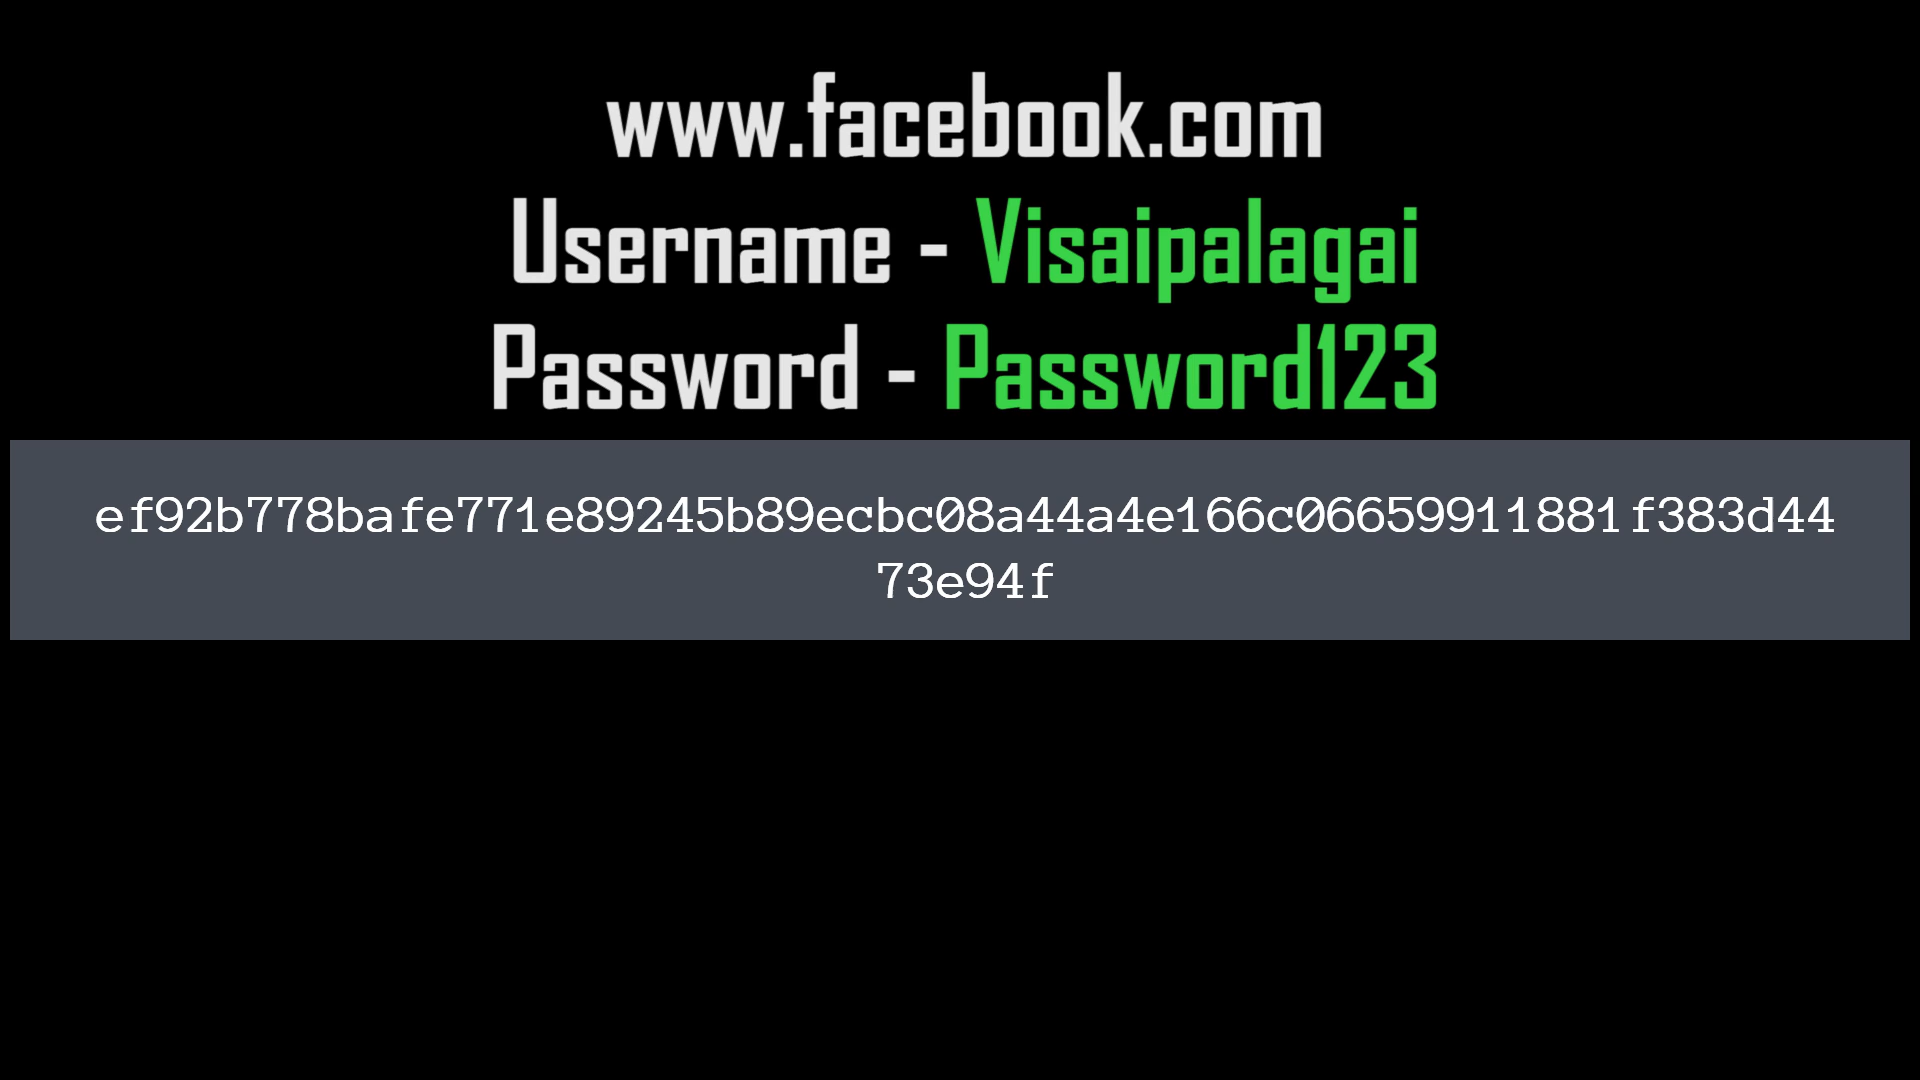 www.facebook.com
Username - Visaipalagai
Password - Password123
ef92b778bafe771e89245b89ecbc08a44a4e166c06659911881f383d44
73e94f